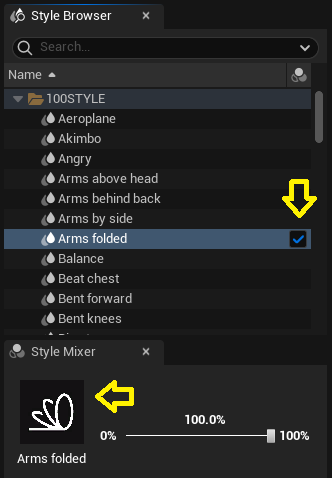 Style Browser
Search...
Name
100STYLE
Aeroplane
Akimbo
Angry
Arms above head
Arms behind back
Arms by side
Arms folded
Balance
Beat chest
Bent forward
Bent knees
Style Mixer
100.0%
0% 100%
Arms folded